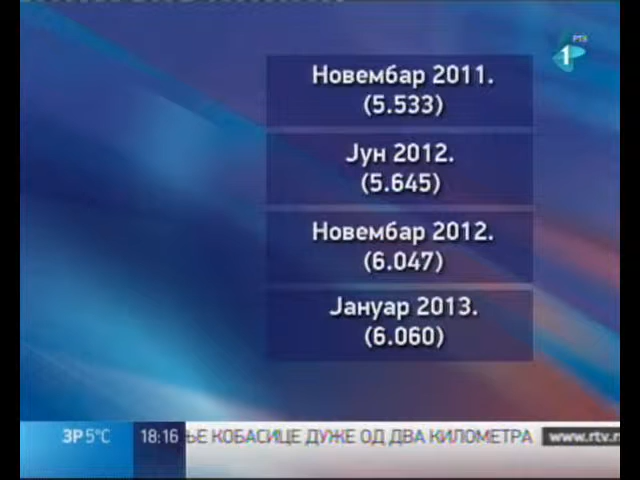 РТВ
1
Новембар 2011.
(5.533)
Јун 2012.
(5.645)
Новембар 2012.
(6.047)
Јануар 2013.
(6.060)
ЗР 5°C 18:16 ЊЕ КОБАСИЦЕ ДУЖЕ ОД ДВА КИЛОМЕТРА www.rtv.r